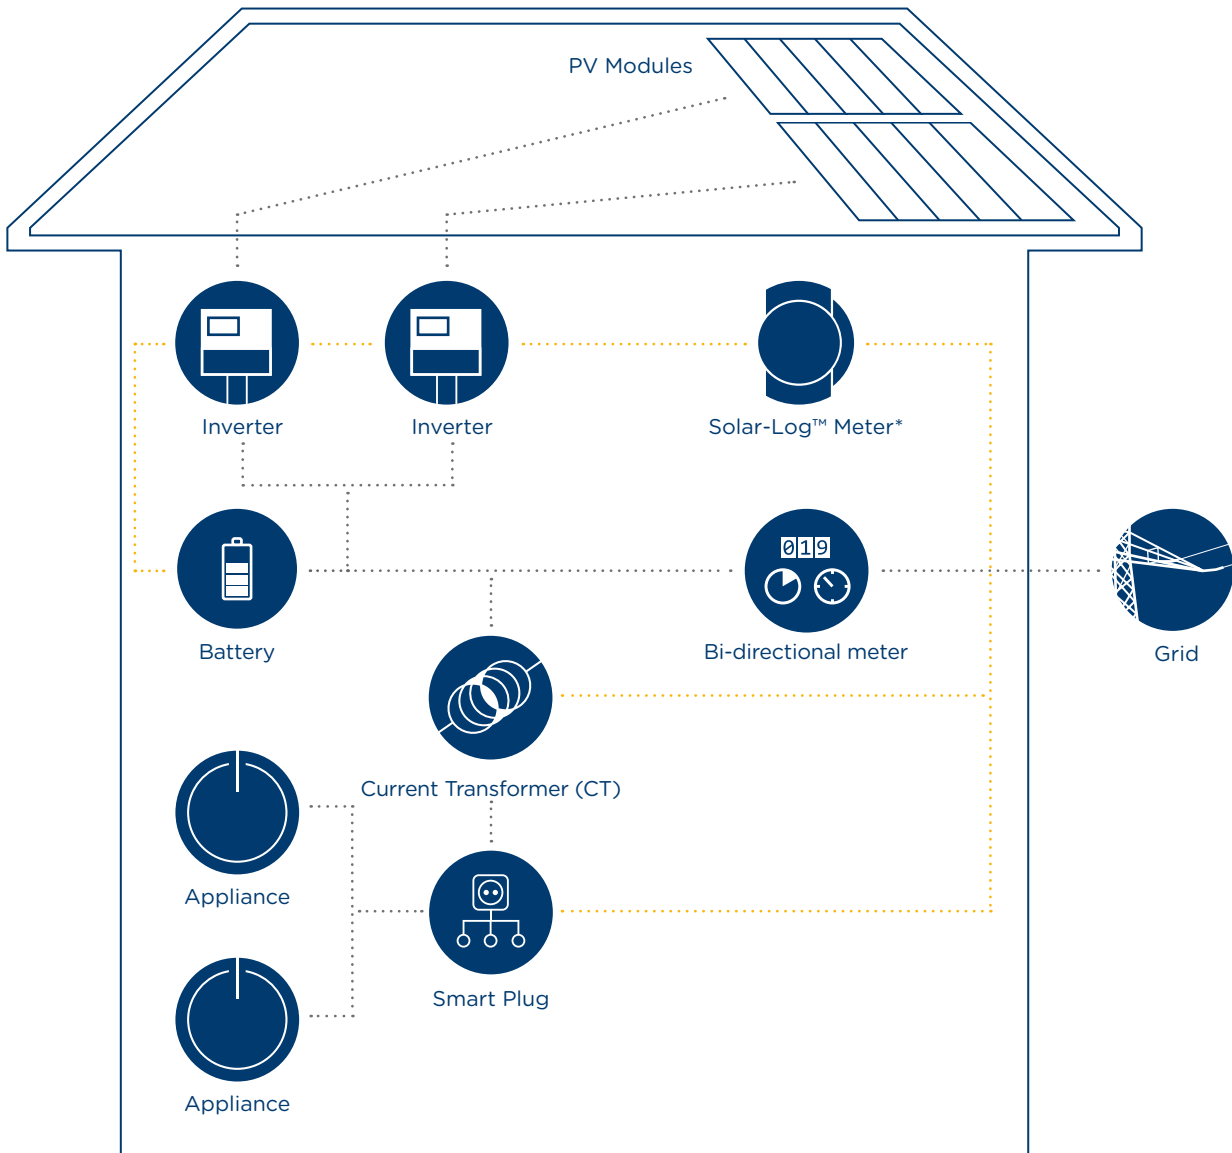 PV Modules
Inverter
Inverter
Solar-Log™ Meter*
019
Battery
Bi-directional meter
Grid
Current Transformer (CT)
Appliance
Smart Plug
Appliance